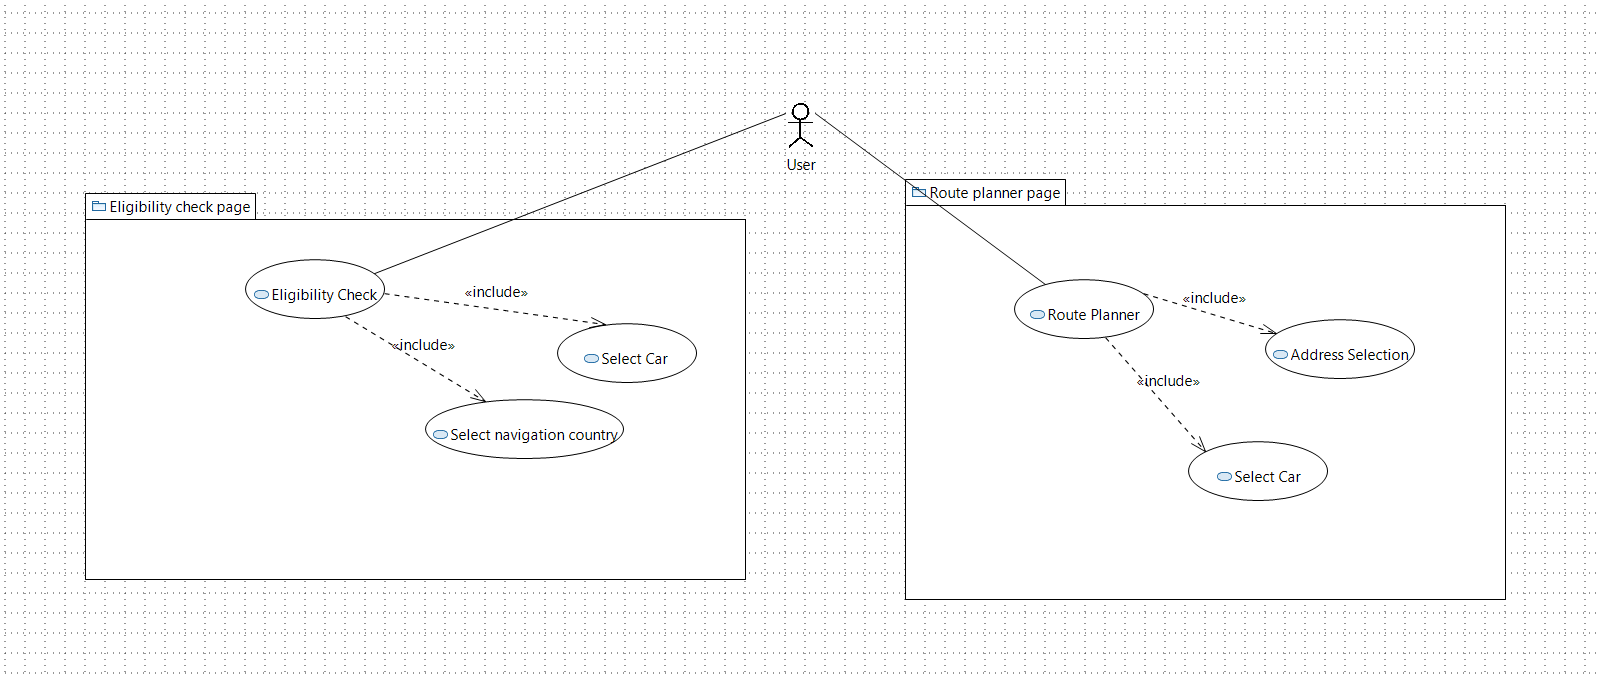 User
Eligibility check page
Route planner page
Eligibility Check
«include»
«include»
Select Car
Select navigation country
Route Planner
«include»
Address Selection
«include»
Select Car